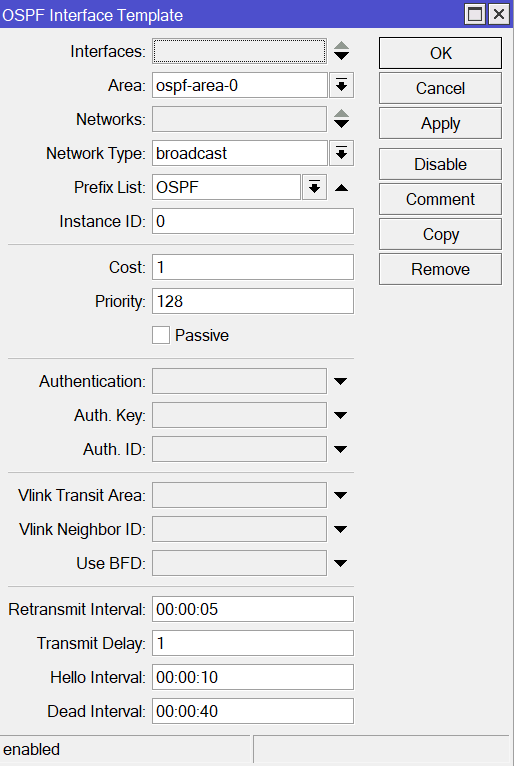 OSPF Interface Template
Interfaces:
OK
Area: ospf-area-0
Cancel
Networks:
Apply
Network Type: broadcast
Disable
Prefix List: OSPF
Comment
Instance ID: 0
Copy
Cost: 1
Remove
Priority: 128
Passive
Authentication:
Auth. Key:
Auth. ID:
Vlink Transit Area:
Vlink Neighbor ID:
Use BFD:
Retransmit Interval: 00:00:05
Transmit Delay: 1
Hello Interval: 00:00:10
Dead Interval: 00:00:40
enabled